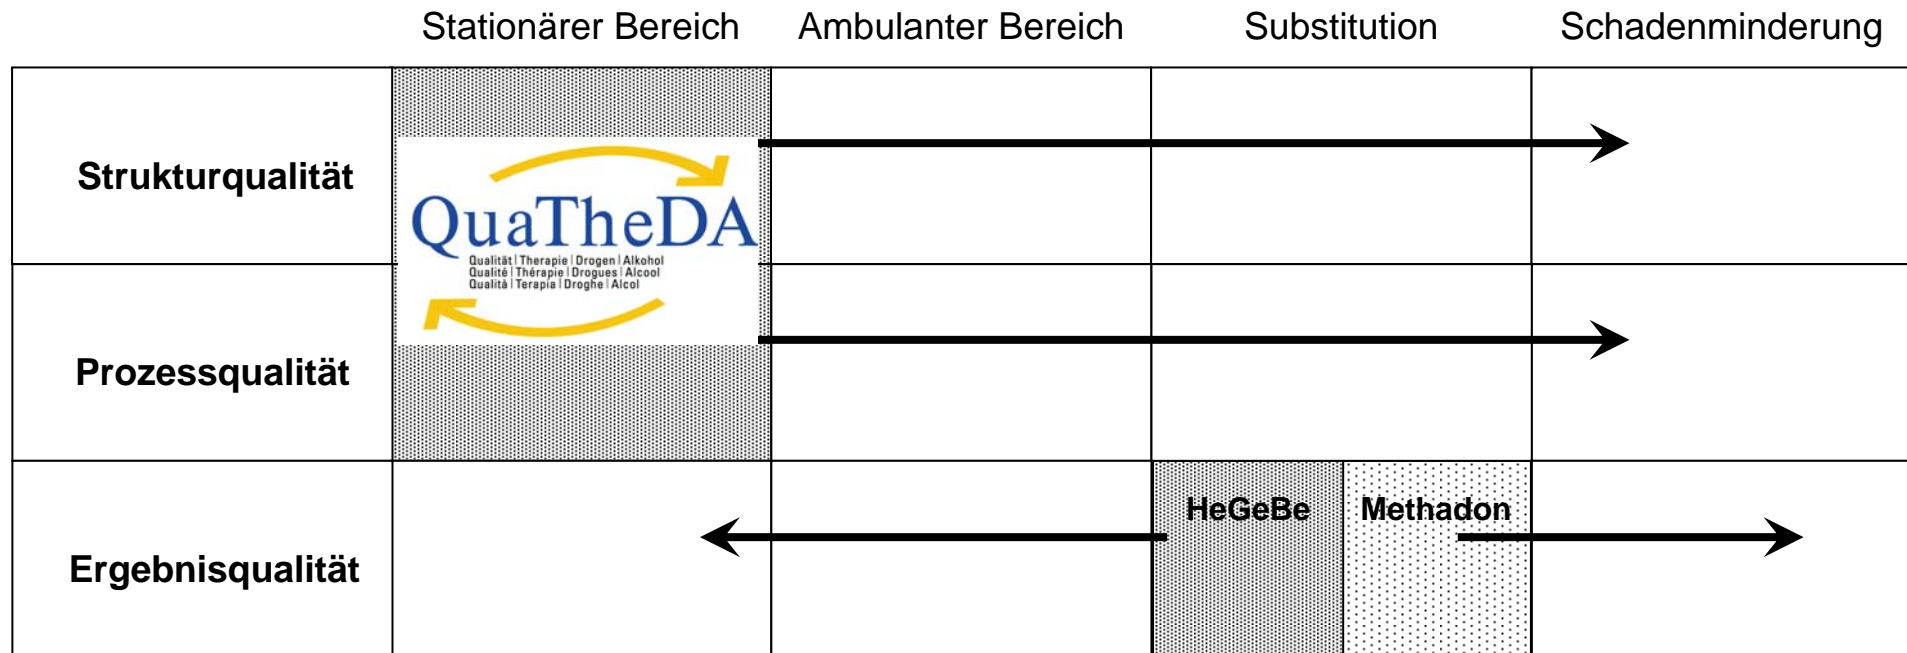 Stationärer Bereich Ambulanter Bereich Substitution Schadenminderung
Strukturqualität
QuaTheDA
Qualität | Therapie | Drogen | Alkohol
Qualité | Thérapie | Drogues | Alcool
Qualità | Terapia | Droghe | Alcol
Prozessqualität
HeGeBe Methadon
Ergebnisqualität